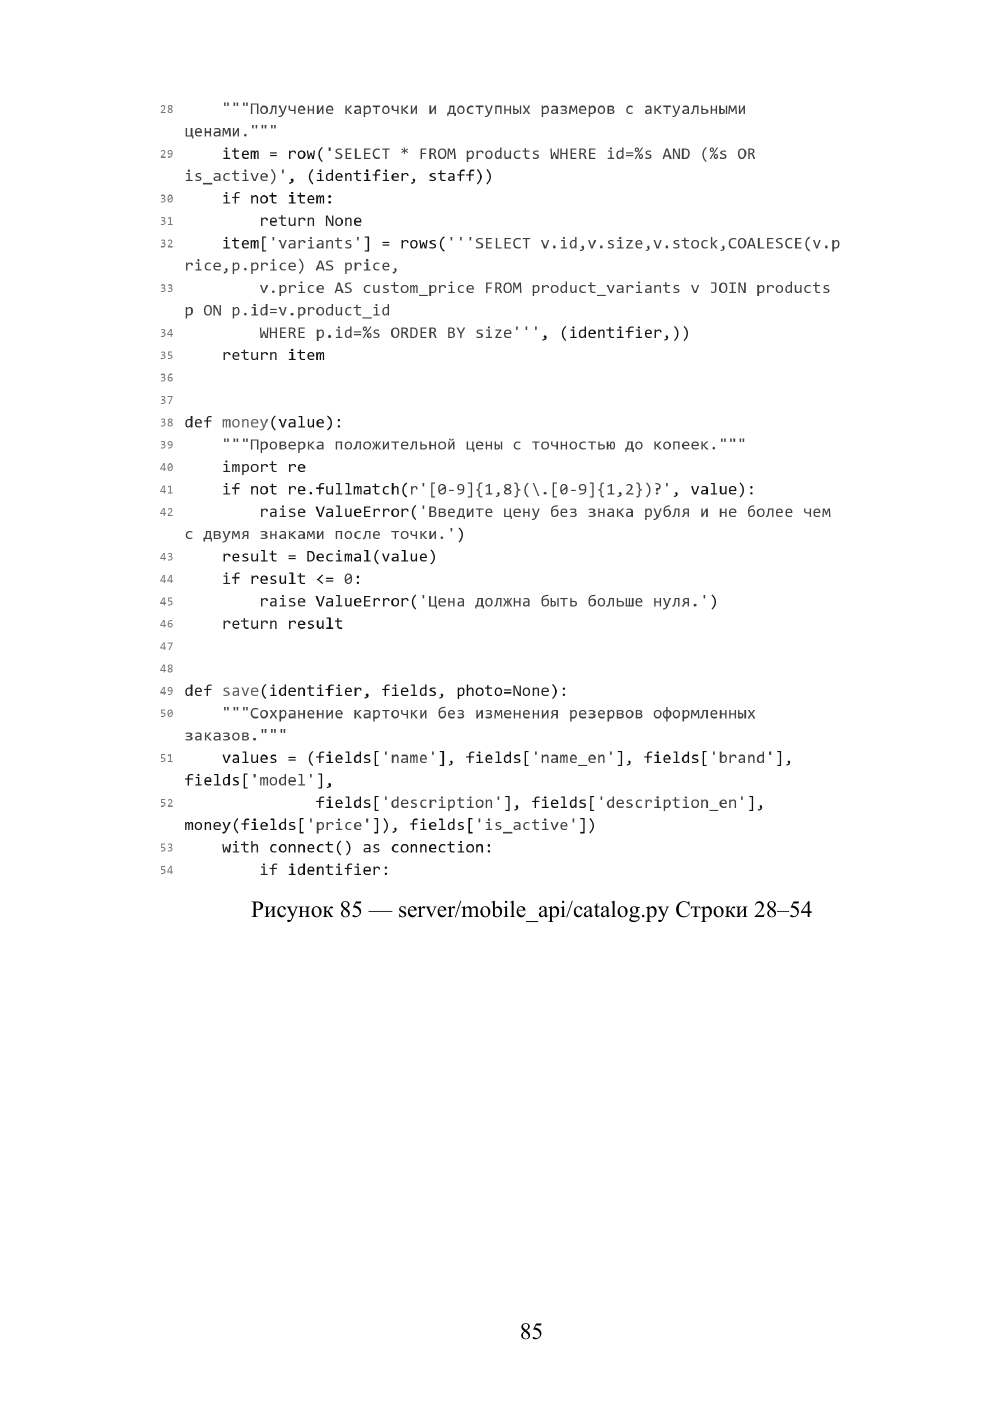 28     """Получение карточки и доступных размеров с актуальными
ценами."""
29     item = row('SELECT * FROM products WHERE id=%s AND (%s OR
is_active)', (identifier, staff))
30     if not item:
31         return None
32     item['variants'] = rows('''SELECT v.id,v.size,v.stock,COALESCE(v.p
rice,p.price) AS price,
33         v.price AS custom_price FROM product_variants v JOIN products
p ON p.id=v.product_id
34         WHERE p.id=%s ORDER BY size''', (identifier,))
35     return item
36
37
38 def money(value):
39     """Проверка положительной цены с точностью до копеек."""
40     import re
41     if not re.fullmatch(r'[0-9]{1,8}(\.[0-9]{1,2})?', value):
42         raise ValueError('Введите цену без знака рубля и не более чем
с двумя знаками после точки.')
43     result = Decimal(value)
44     if result <= 0:
45         raise ValueError('Цена должна быть больше нуля.')
46     return result
47
48
49 def save(identifier, fields, photo=None):
50     """Сохранение карточки без изменения резервов оформленных
заказов."""
51     values = (fields['name'], fields['name_en'], fields['brand'],
fields['model'],
52               fields['description'], fields['description_en'],
money(fields['price']), fields['is_active'])
53     with connect() as connection:
54         if identifier:
Рисунок 85 — server/mobile_api/catalog.py Строки 28–54
85